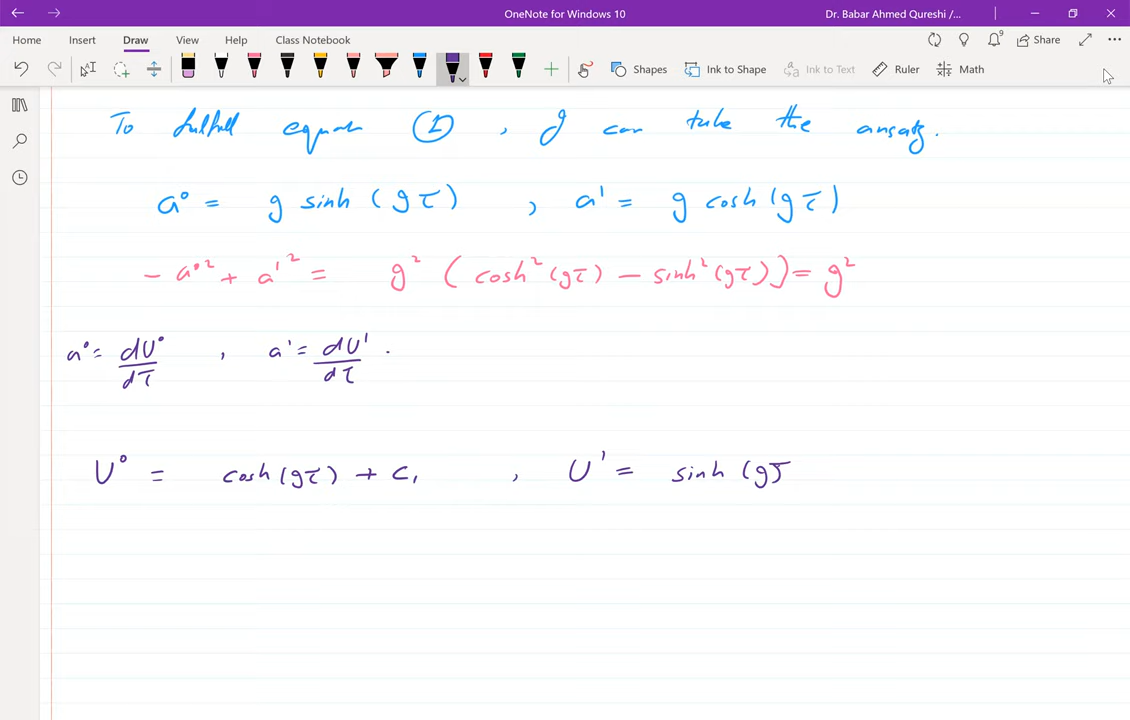 OneNote for Windows 10
Dr. Babar Ahmed Qureshi /...
Home Insert Draw View Help Class Notebook
9 Share
Shapes Ink to Shape Ink to Text Ruler Math
To fulfill equan ①, I can take the ansatz.
a⁰ = g sinh (gτ) , a¹ = g cosh (gτ)
- a⁰² + a¹² = g² (cosh² (gτ) - sinh² (gτ)) = g²
a⁰ = dU⁰/dτ , a¹ = dU¹/dτ .
U⁰ = cosh (gτ) + C₁ , U¹ = sinh (gτ